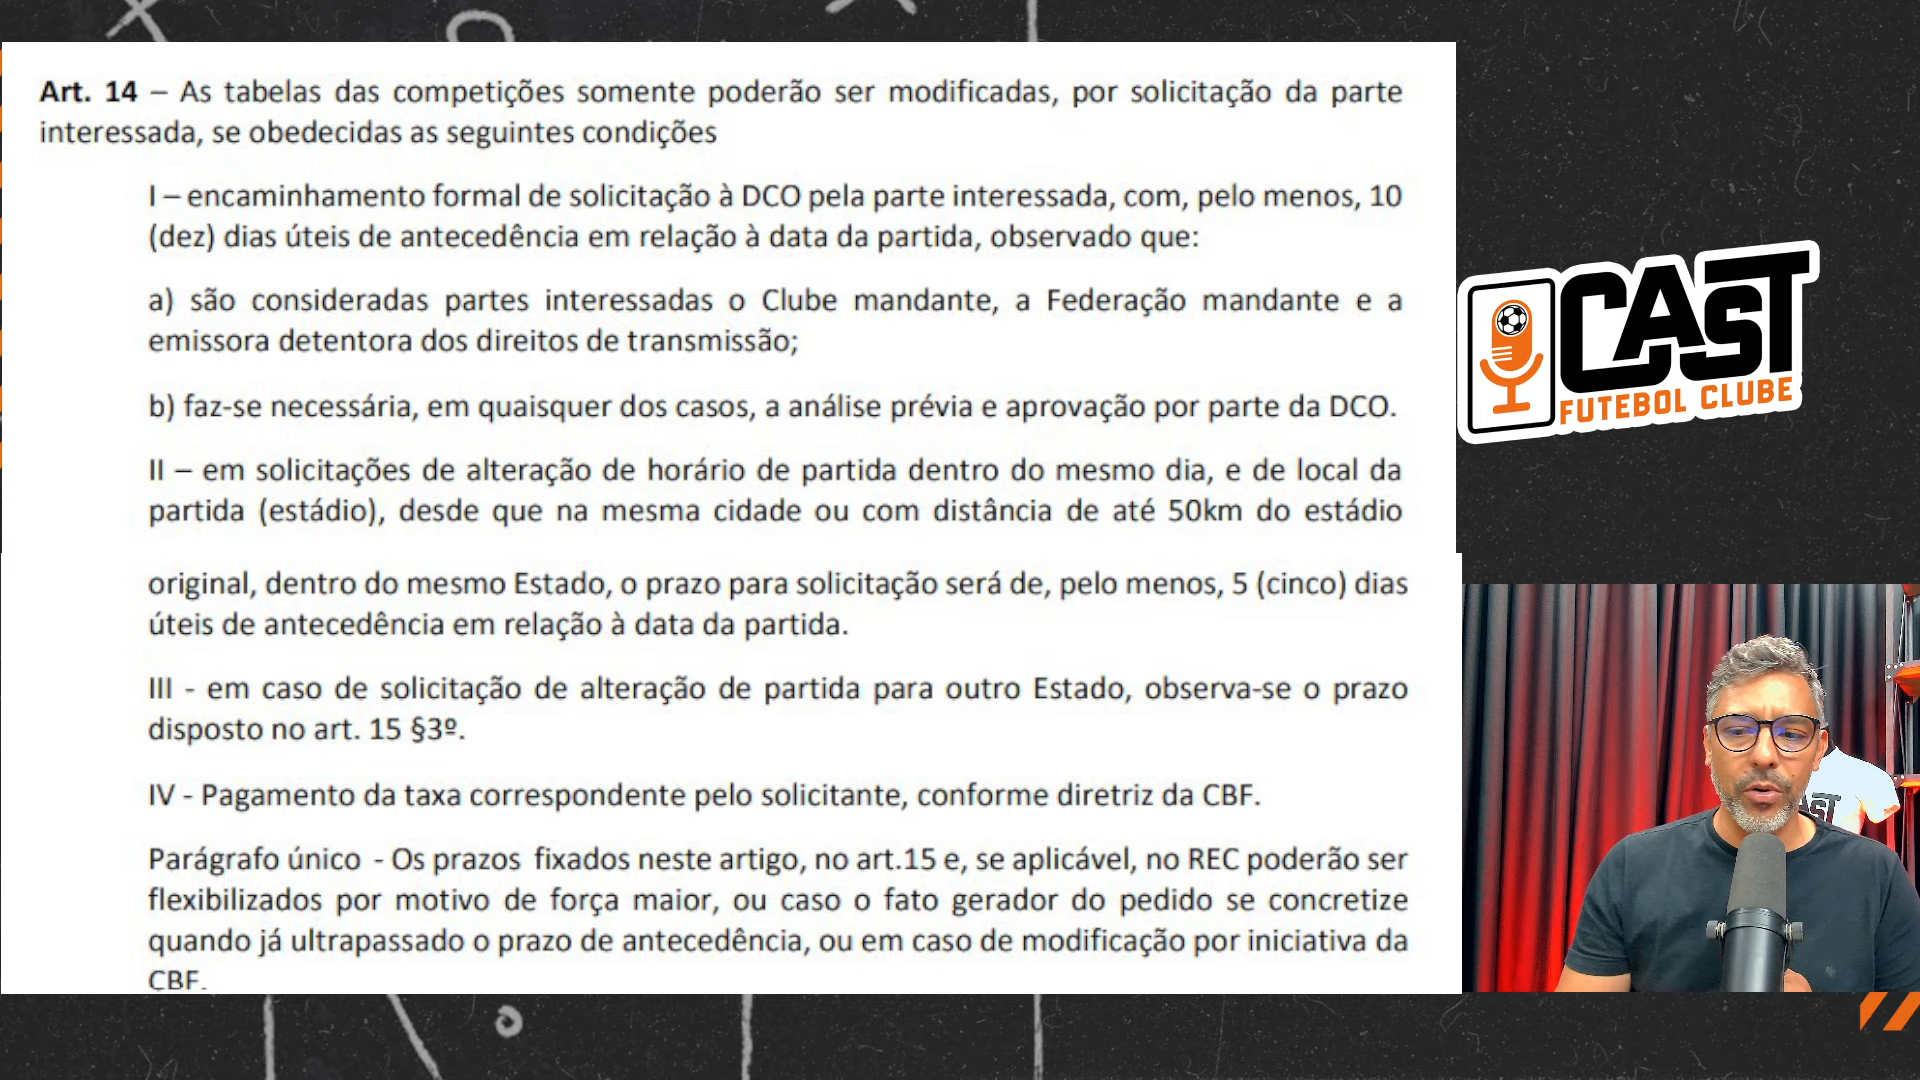 Art. 14 – As tabelas das competições somente poderão ser modificadas, por solicitação da parte
interessada, se obedecidas as seguintes condições
I – encaminhamento formal de solicitação à DCO pela parte interessada, com, pelo menos, 10
(dez) dias úteis de antecedência em relação à data da partida, observado que:
a) são consideradas partes interessadas o Clube mandante, a Federação mandante e a
emissora detentora dos direitos de transmissão;
b) faz-se necessária, em quaisquer dos casos, a análise prévia e aprovação por parte da DCO.
II – em solicitações de alteração de horário de partida dentro do mesmo dia, e de local da
partida (estádio), desde que na mesma cidade ou com distância de até 50km do estádio
original, dentro do mesmo Estado, o prazo para solicitação será de, pelo menos, 5 (cinco) dias
úteis de antecedência em relação à data da partida.
III - em caso de solicitação de alteração de partida para outro Estado, observa-se o prazo
disposto no art. 15 §3º.
IV - Pagamento da taxa correspondente pelo solicitante, conforme diretriz da CBF.
Parágrafo único - Os prazos fixados neste artigo, no art.15 e, se aplicável, no REC poderão ser
flexibilizados por motivo de força maior, ou caso o fato gerador do pedido se concretize
quando já ultrapassado o prazo de antecedência, ou em caso de modificação por iniciativa da
CBF.
CAST
FUTEBOL CLUBE